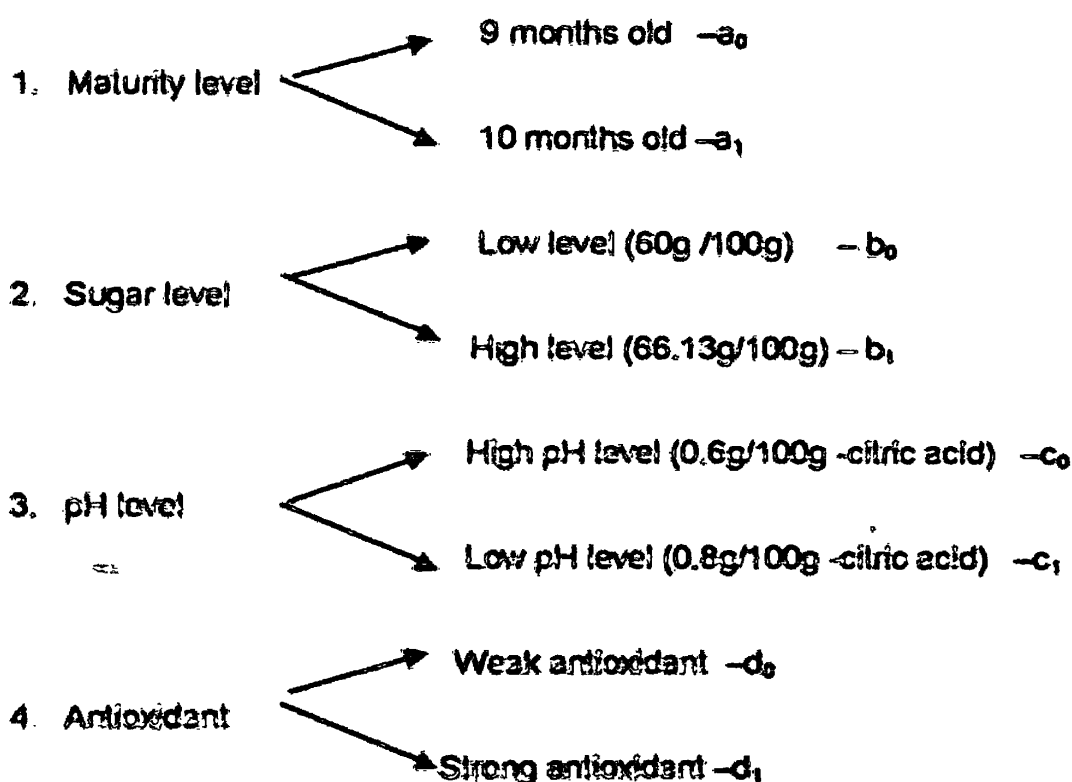 9 months old –a₀
1. Maturity level
10 months old –a₁
Low level (60g /100g) – b₀
2. Sugar level
High level (66.13g/100g) – b₁
High pH level (0.6g/100g -citric acid) –c₀
3. pH level
Low pH level (0.8g/100g -citric acid) –c₁
Weak antioxidant –d₀
4. Antioxidant
Strong antioxidant –d₁